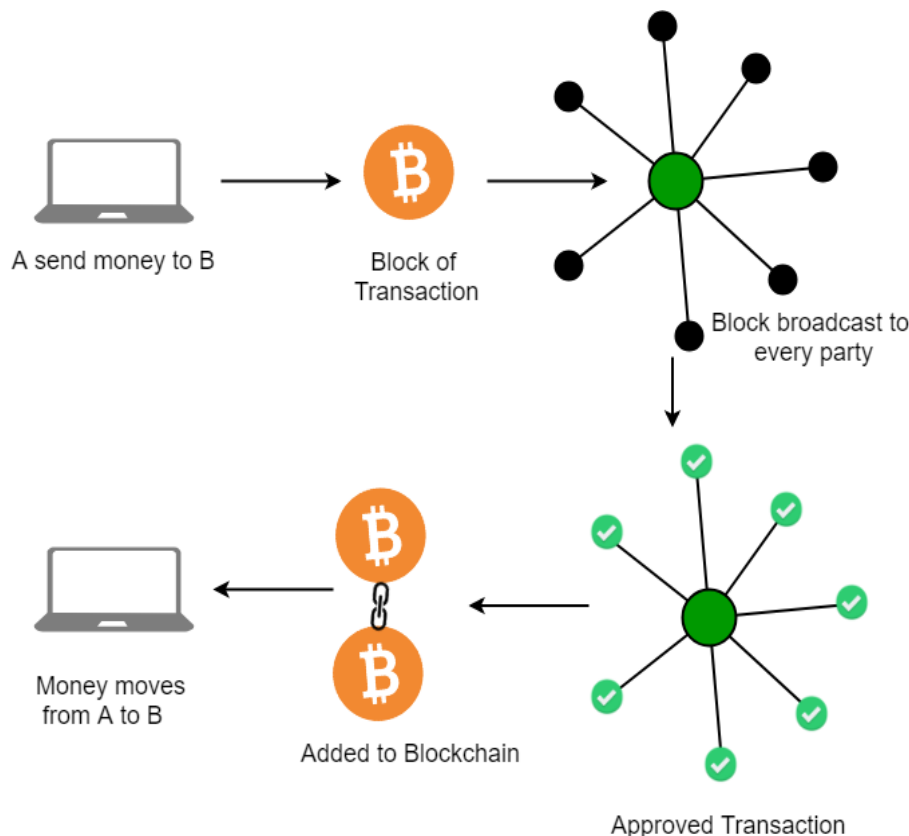 A send money to B
Block of
Transaction
Block broadcast to
every party
Money moves
from A to B
Added to Blockchain
Approved Transaction